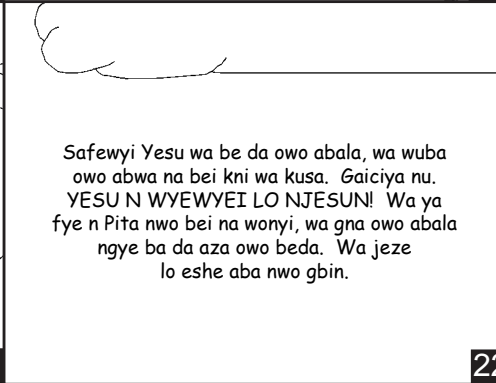 Safewyi Yesu wa be da owo abala, wa wuba
owo abwa na bei kni wa kusa. Gaiciya nu.
YESU N WYEWYEI LO NJESUN! Wa ya
fye n Pita nwo bei na wonyi, wa gna owo abala
ngye ba da aza owo beda. Wa jeze
lo eshe aba nwo gbin.
22